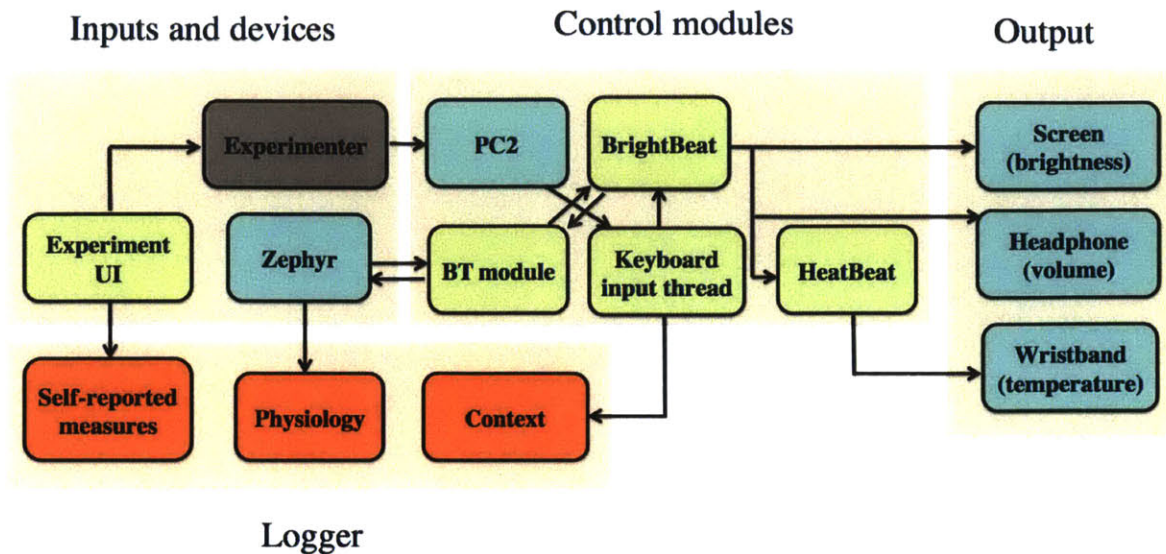 Inputs and devices
Control modules
Output
Experimenter
PC2
BrightBeat
Screen
(brightness)
Experiment
UI
Zephyr
BT module
Keyboard
input thread
HeatBeat
Headphone
(volume)
Wristband
(temperature)
Self-reported
measures
Physiology
Context
Logger